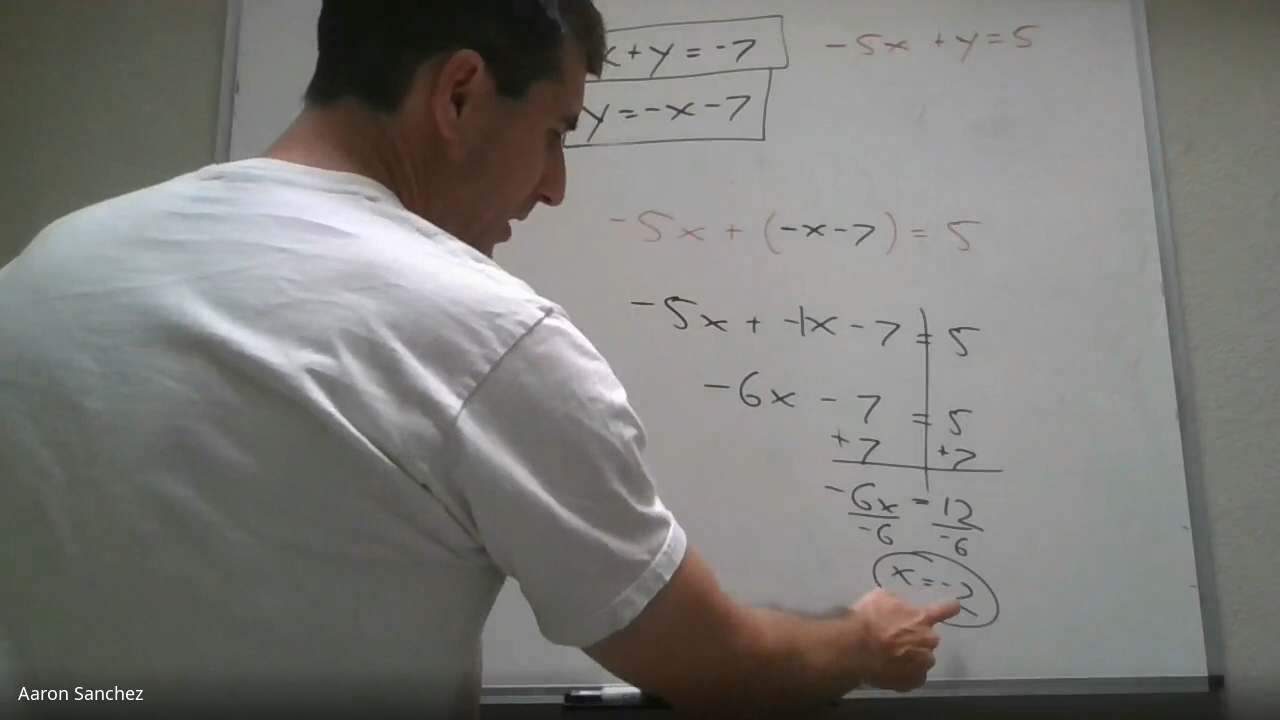 x+y=-7 -5x +y=5
y=-x-7
-5x + (-x-7) = 5
-5x + -1x - 7 = 5
-6x - 7 = 5
+7 +7
-6x = 12
-6 -6
x=-2
Aaron Sanchez